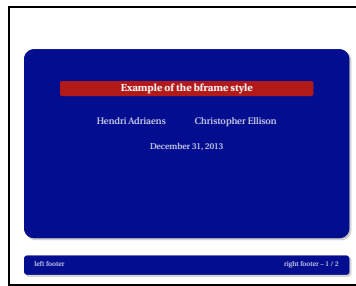 Example of the bframe style
Hendri Adriaens Christopher Ellison
December 31, 2013
left footer right footer – 1 / 2